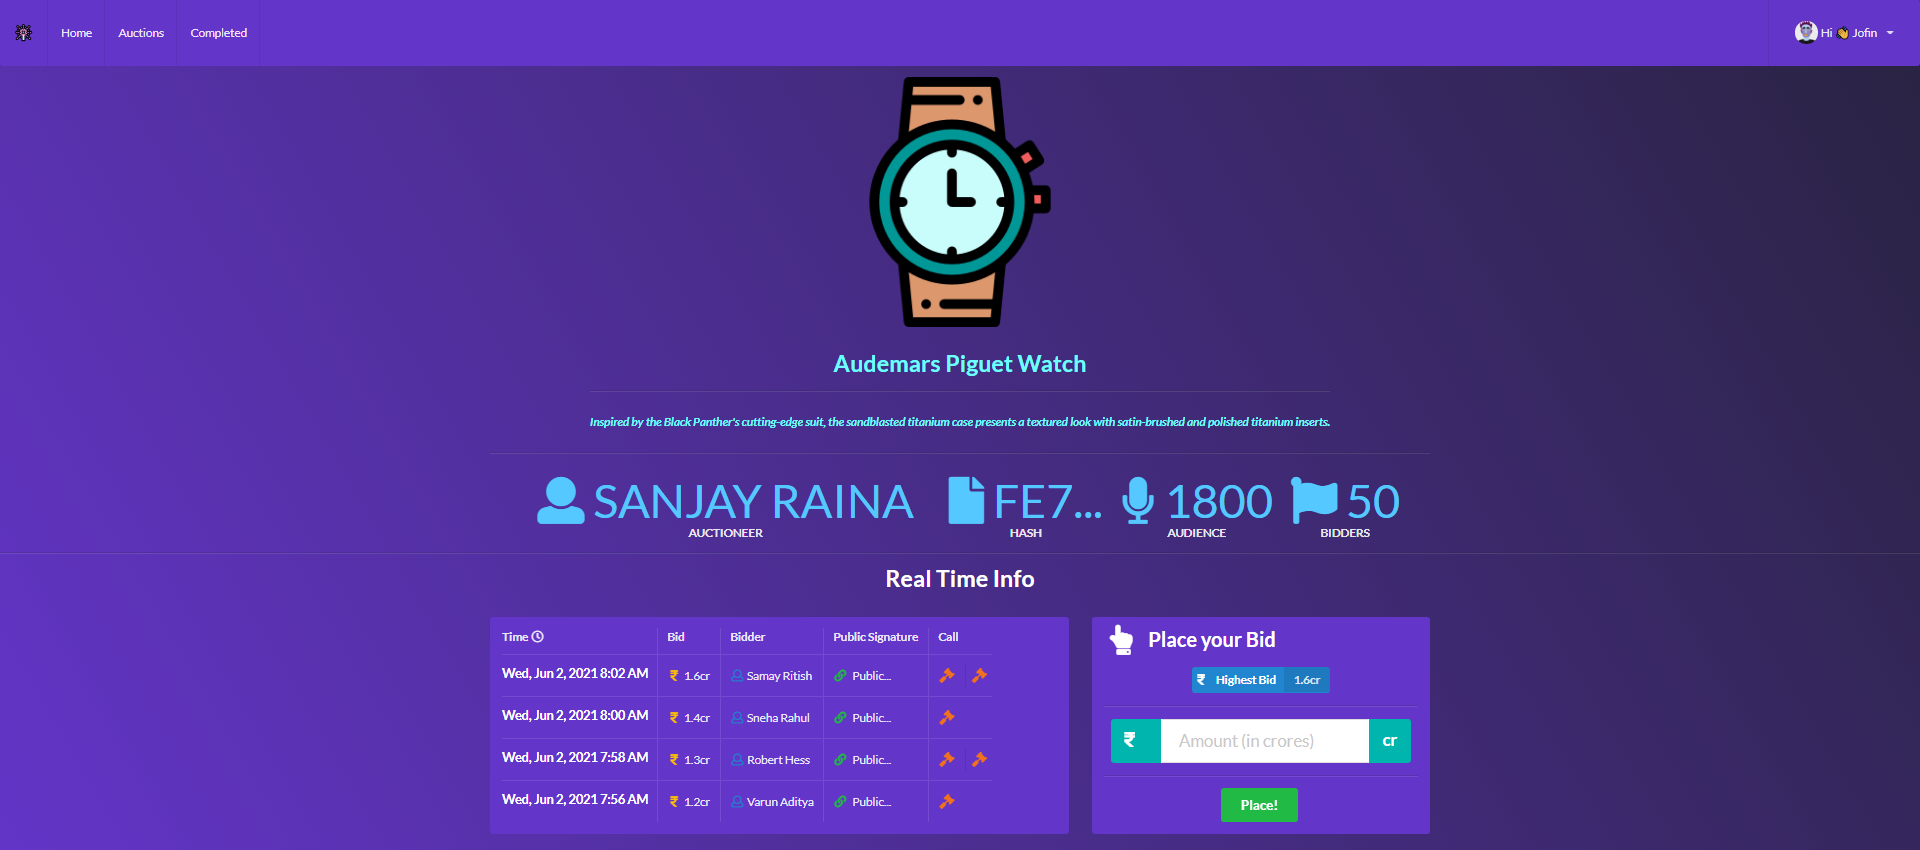 Home Auctions Completed Hi 👋 Jofin
Audemars Piguet Watch
Inspired by the Black Panther's cutting-edge suit, the sandblasted titanium case presents a textured look with satin-brushed and polished titanium inserts.
SANJAY RAINA FE7... 1800 50
AUCTIONEER HASH AUDIENCE BIDDERS
Real Time Info
Time Bid Bidder Public Signature Call
Wed, Jun 2, 2021 8:02 AM ₹ 1.6cr Samay Ritish Public...
Wed, Jun 2, 2021 8:00 AM ₹ 1.4cr Sneha Rahul Public...
Wed, Jun 2, 2021 7:58 AM ₹ 1.3cr Robert Hess Public...
Wed, Jun 2, 2021 7:56 AM ₹ 1.2cr Varun Aditya Public...
Place your Bid
₹ Highest Bid 1.6cr
₹ Amount (in crores) cr
Place!